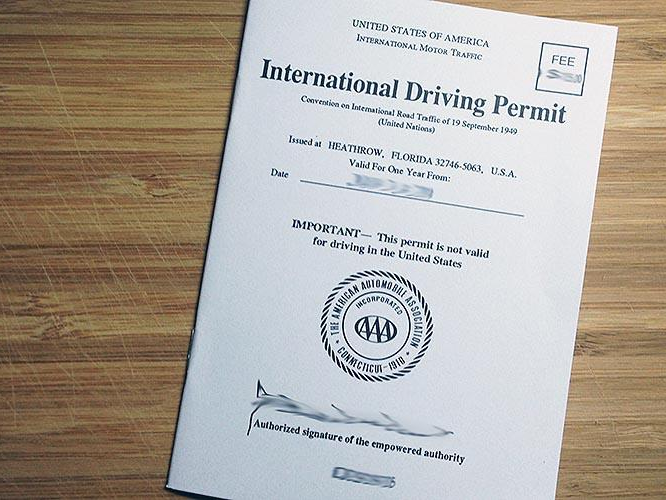 UNITED STATES OF AMERICA
INTERNATIONAL MOTOR TRAFFIC
FEE
International Driving Permit
Convention on International Road Traffic of 19 September 1949
(United Nations)
Issued at HEATHROW, FLORIDA 32746-5063, U.S.A.
Valid For One Year From:
Date
IMPORTANT— This permit is not valid
for driving in the United States
THE AMERICAN AUTOMOBILE ASSOCIATION
INCORPORATED
AAA
CONNECTICUT-1910
Authorized signature of the empowered authority